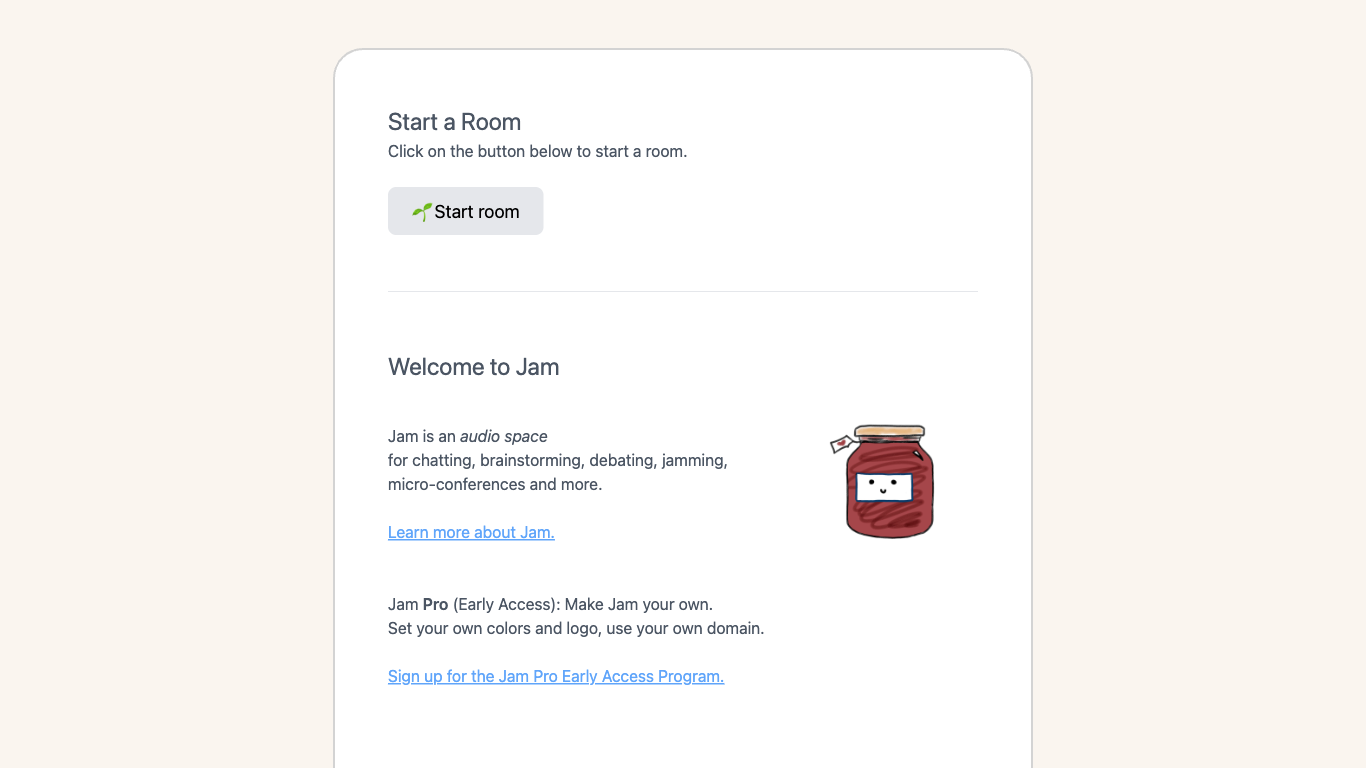 Start a Room
Click on the button below to start a room.
🌱Start room
Welcome to Jam
Jam is an audio space
for chatting, brainstorming, debating, jamming,
micro-conferences and more.
Learn more about Jam.
Jam Pro (Early Access): Make Jam your own.
Set your own colors and logo, use your own domain.
Sign up for the Jam Pro Early Access Program.